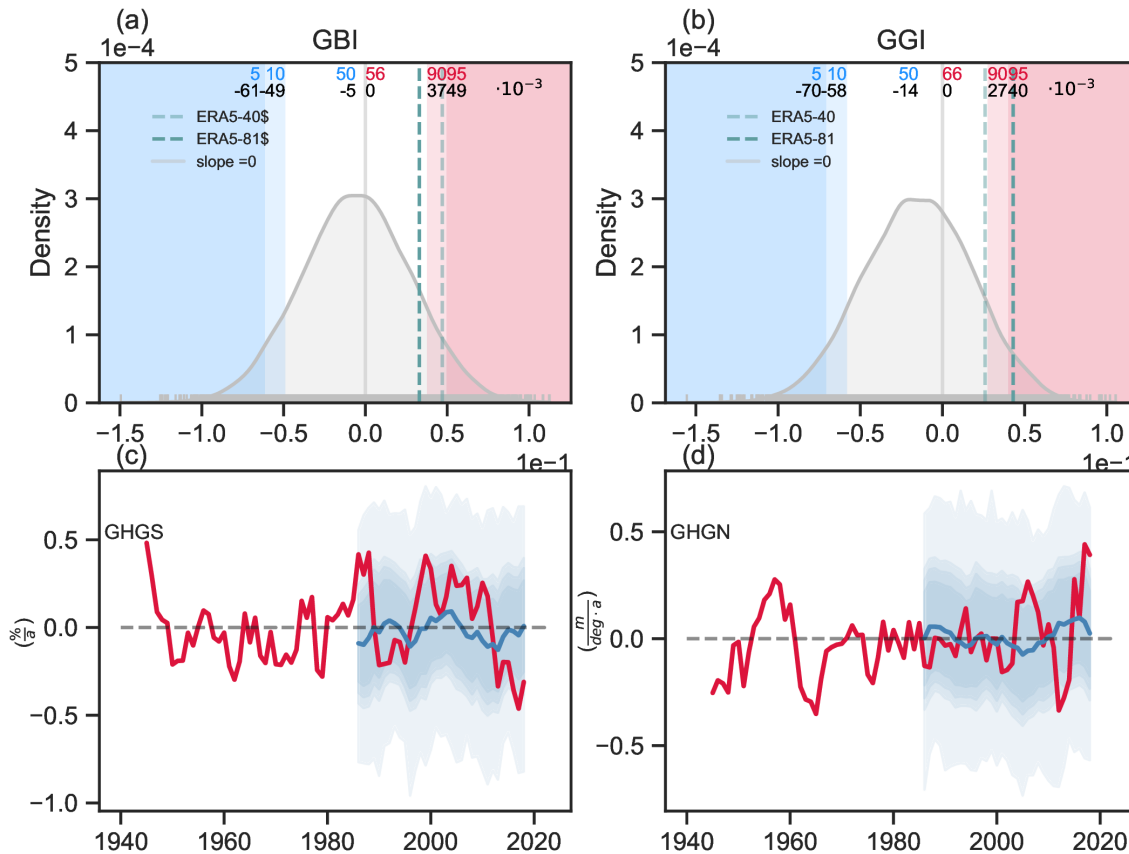 (a)
GBI
1e−4
5 10 50 56 9095
-61-49 -5 0 3749 ·10⁻³
ERA5-40$
ERA5-81$
slope =0
Density
5
4
3
2
1
0
−1.5 −1.0 −0.5 0.0 0.5 1.0
1e−1
(b)
GGI
1e−4
5 10 50 66 9095
-70-58 -14 0 2740 ·10⁻³
ERA5-40
ERA5-81
slope =0
Density
5
4
3
2
1
0
−1.5 −1.0 −0.5 0.0 0.5 1.0
1e−1
(c)
GHGS
(%/a)
0.5
0.0
−0.5
−1.0
1940 1960 1980 2000 2020
(d)
GHGN
(m/deg · a)
0.5
0.0
−0.5
1940 1960 1980 2000 2020